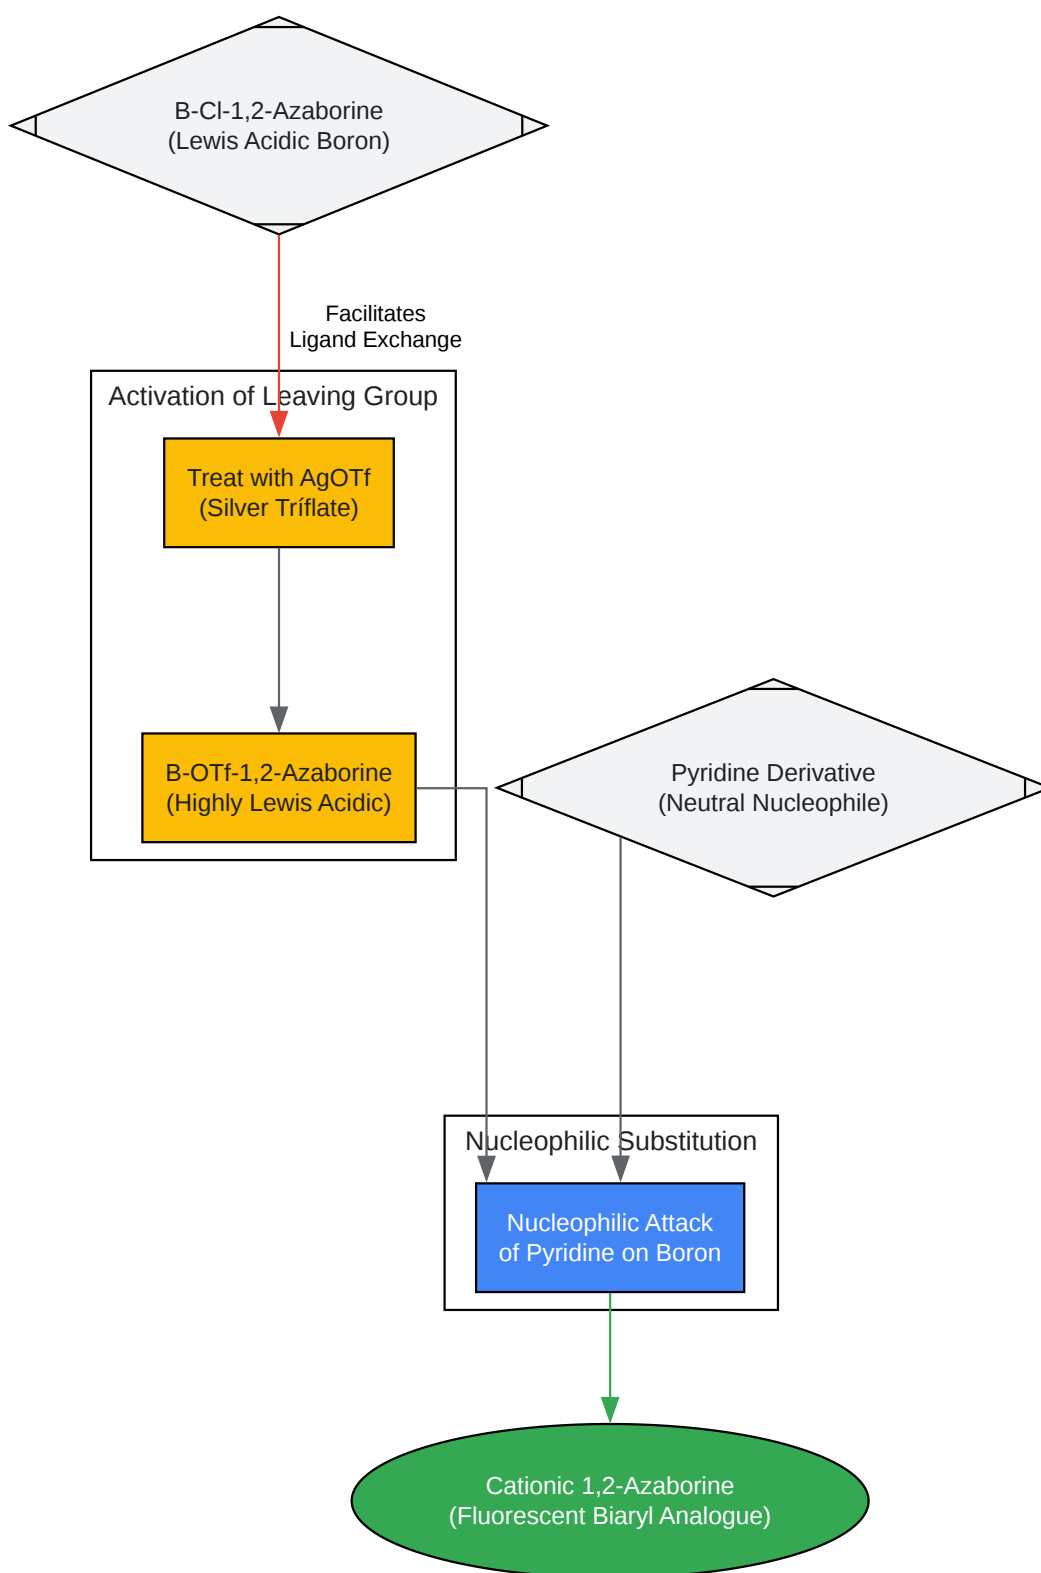 B-Cl-1,2-Azaborine
(Lewis Acidic Boron)
Facilitates
Ligand Exchange
Activation of Leaving Group
Treat with AgOTf
(Silver Tríflate)
B-OTf-1,2-Azaborine
(Highly Lewis Acidic)
Pyridine Derivative
(Neutral Nucleophile)
Nucleophilic Substitution
Nucleophilic Attack
of Pyridine on Boron
Cationic 1,2-Azaborine
(Fluorescent Biaryl Analogue)